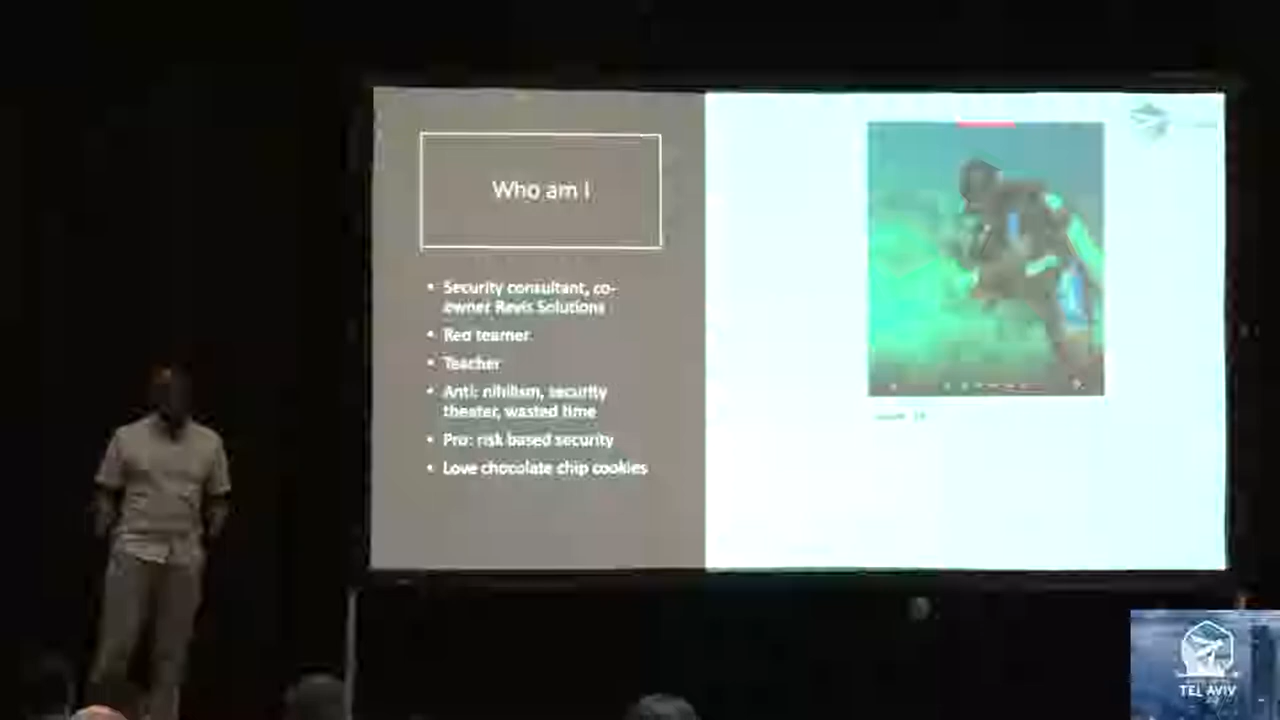 Who am I
• Security consultant, co-
owner Revis Solutions
• Red teamer
• Teacher
• Anti: nihilism, security
theater, wasted time
• Pro: risk based security
• Love chocolate chip cookies
TEL AVIV